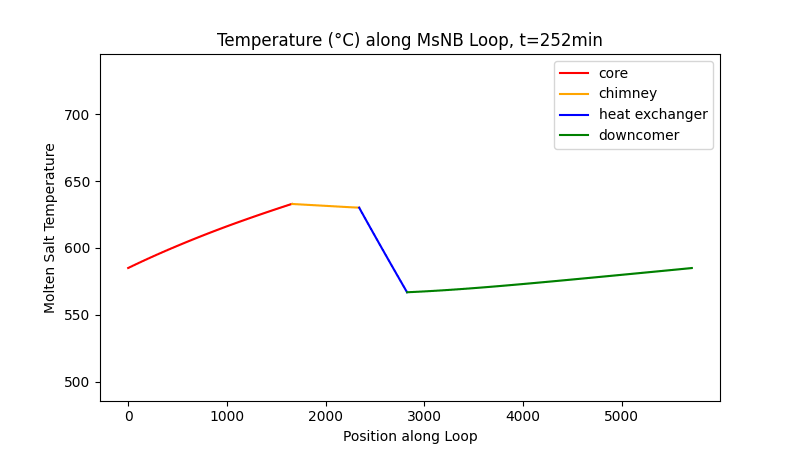 Temperature (°C) along MsNB Loop, t=252min
core
chimney
heat exchanger
downcomer
Molten Salt Temperature
700
650
600
550
500
0 1000 2000 3000 4000 5000
Position along Loop